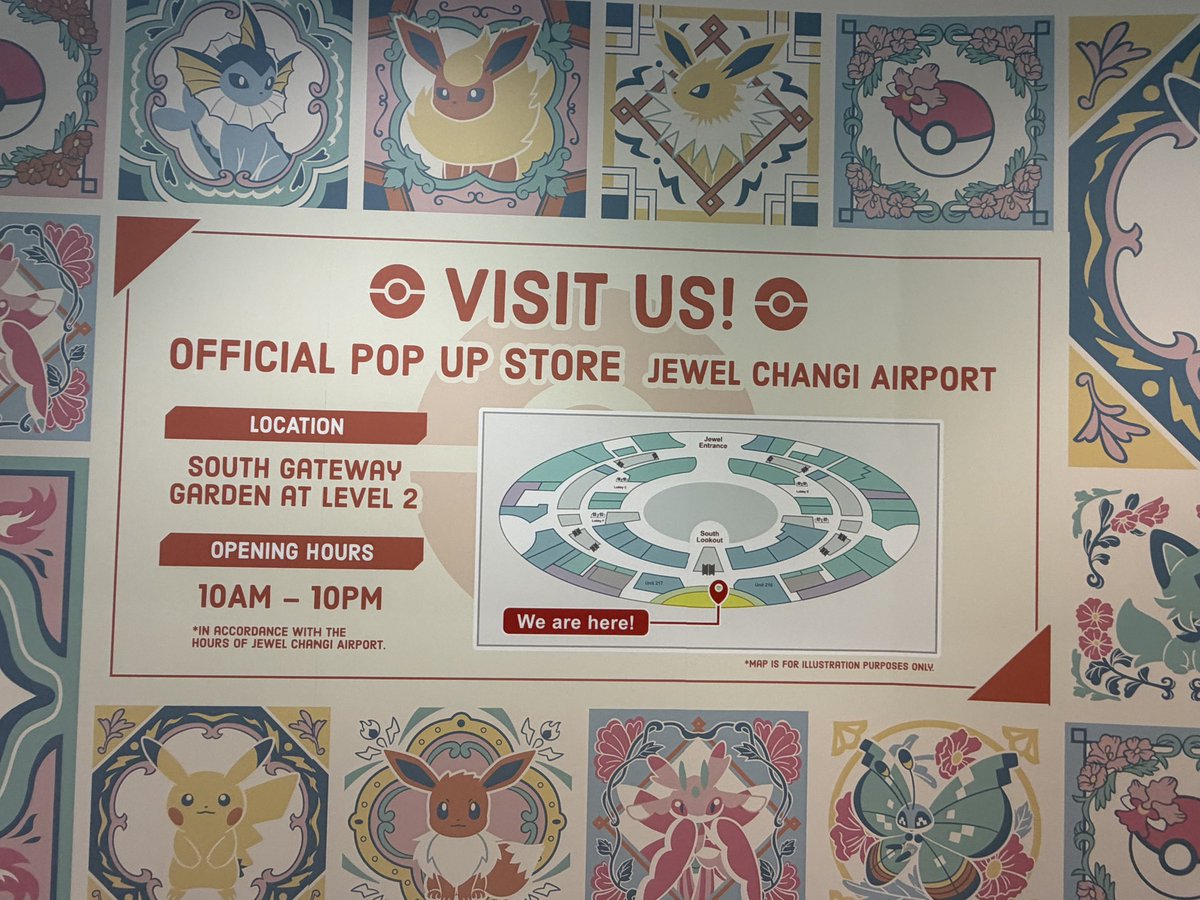 VISIT US!
OFFICIAL POP UP STORE JEWEL CHANGI AIRPORT
LOCATION
SOUTH GATEWAY
GARDEN AT LEVEL 2
OPENING HOURS
10AM – 10PM
*IN ACCORDANCE WITH THE
HOURS OF JEWEL CHANGI AIRPORT.
Jewel
Entrance
South
Lookout
Unit 217
Unit 216
We are here!
*MAP IS FOR ILLUSTRATION PURPOSES ONLY.